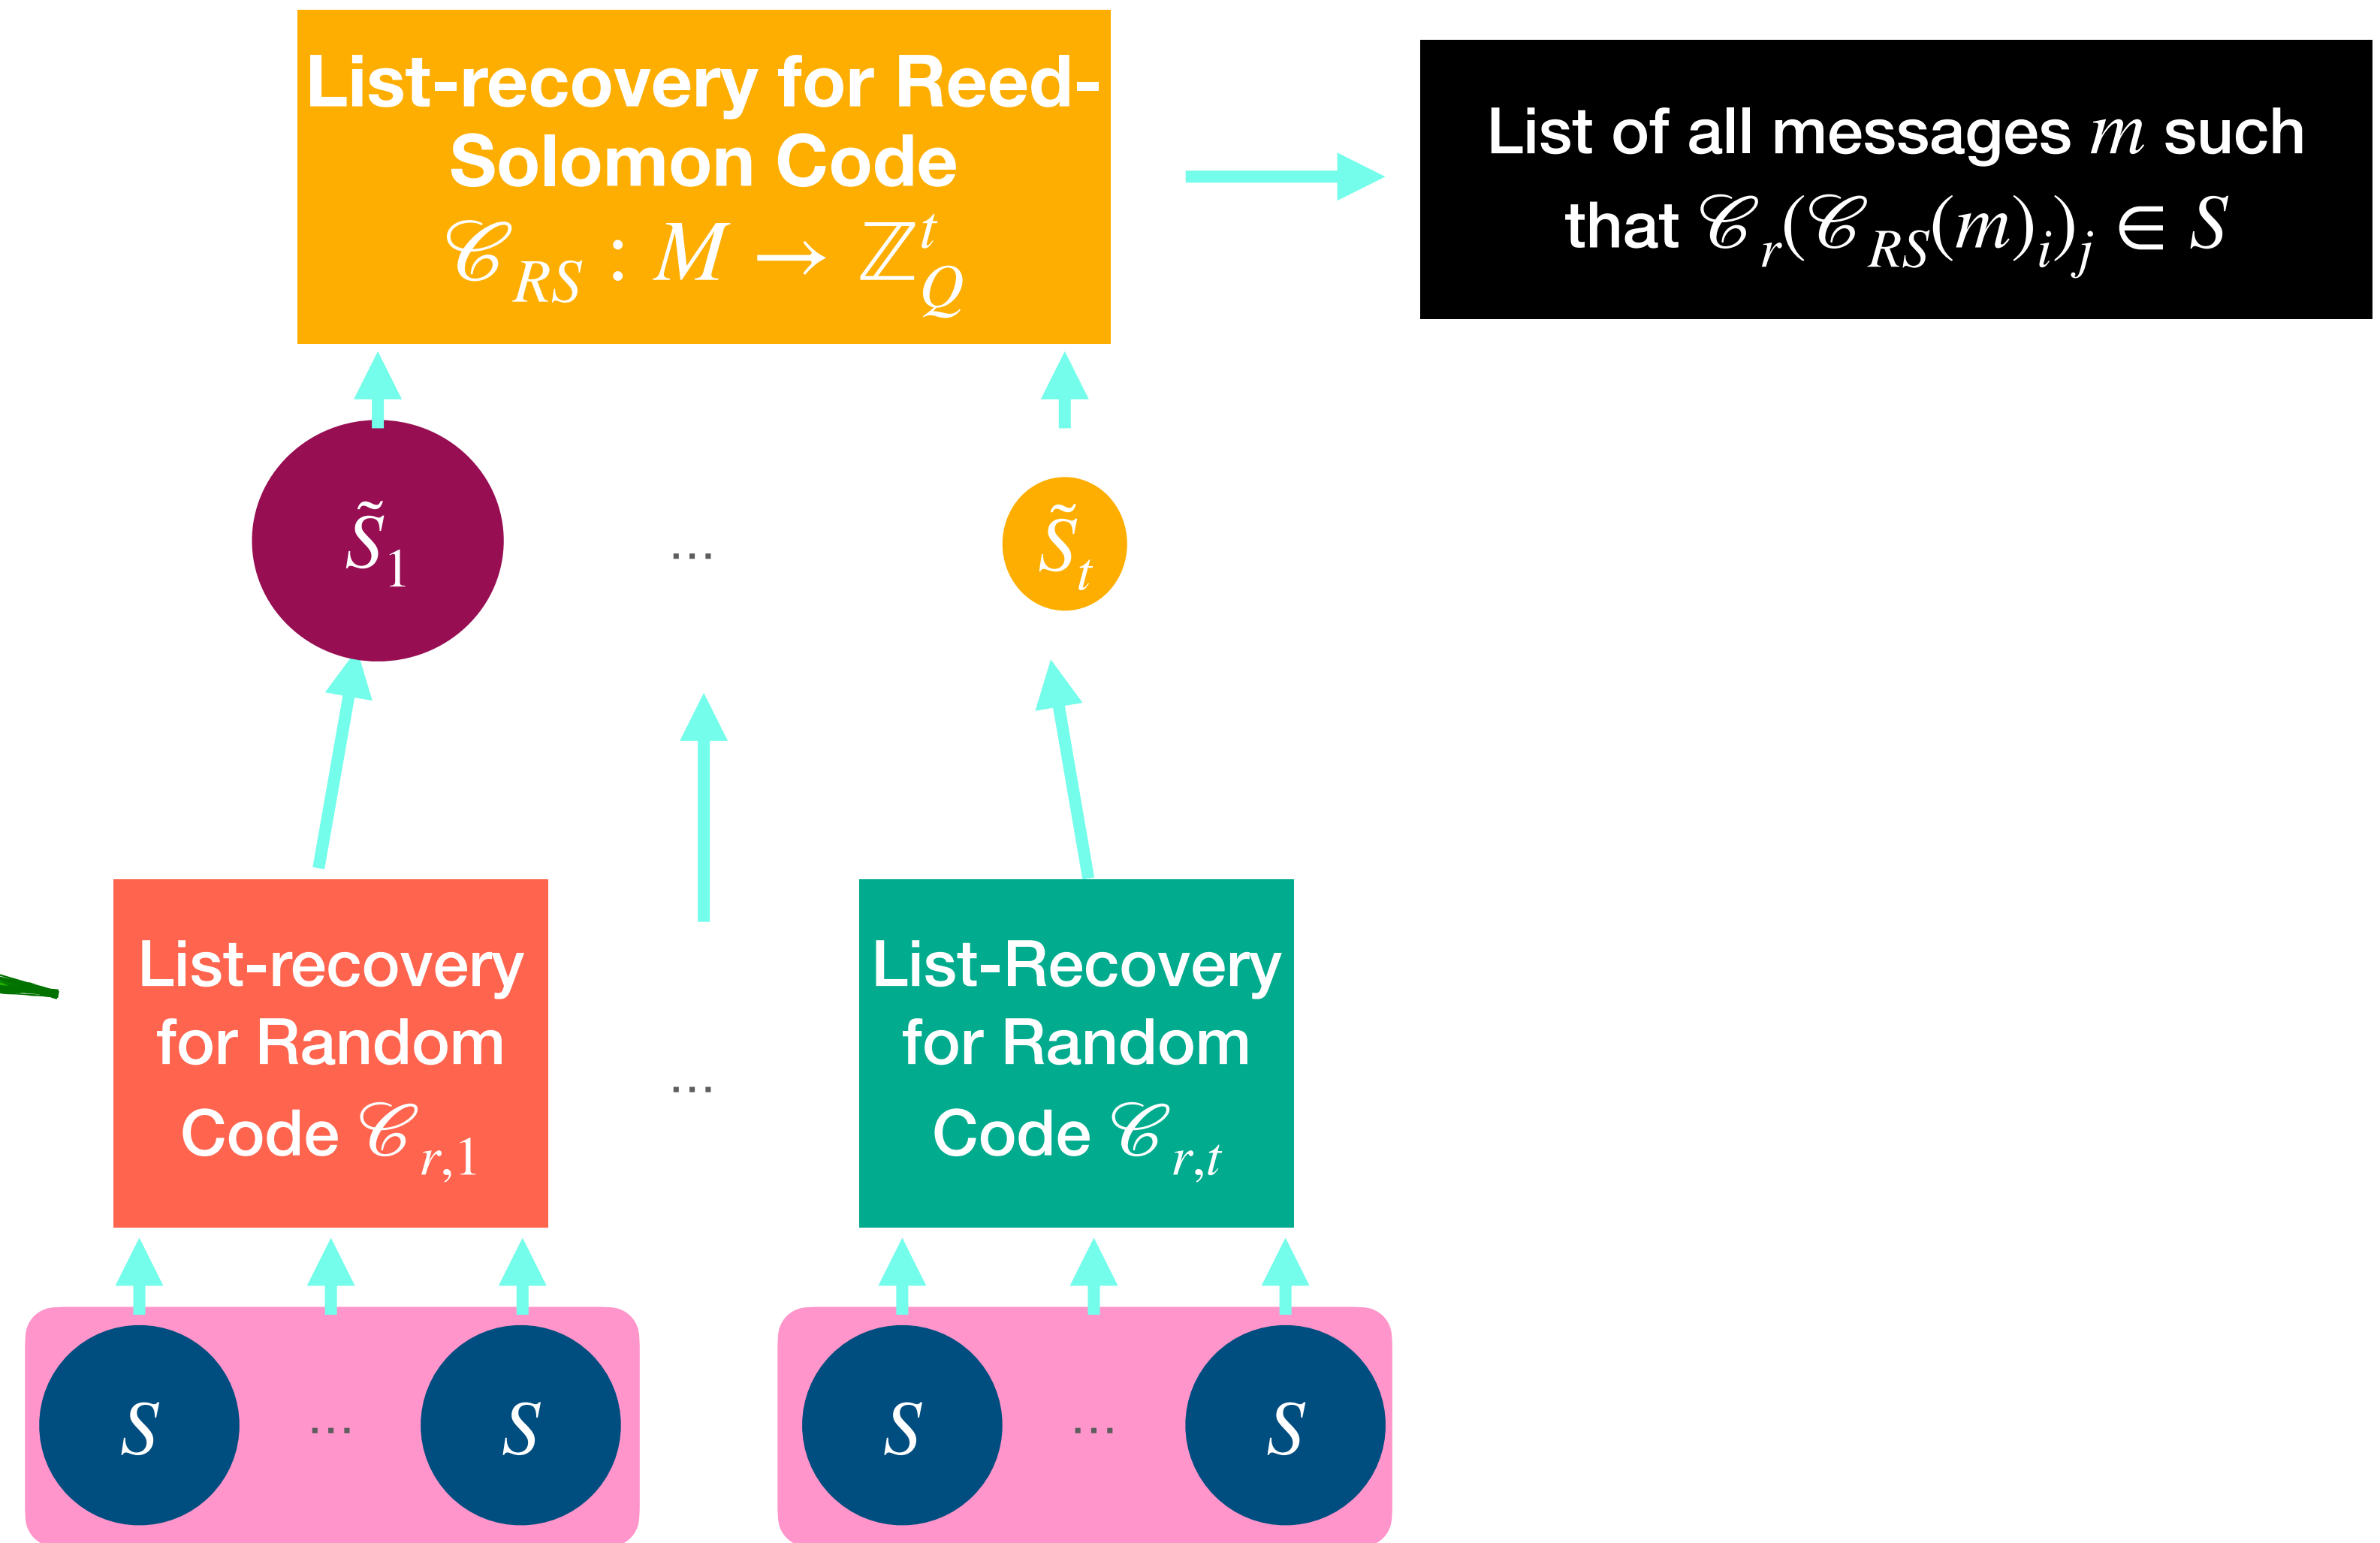 List-recovery for Reed-
Solomon Code
𝒞_RS : M → ℤ_Q^t
List of all messages m such
that 𝒞_r(𝒞_RS(m)_i)_j ∈ S
S̃_1
...
S̃_t
List-recovery
for Random
Code 𝒞_r,1
...
List-Recovery
for Random
Code 𝒞_r,t
S ... S
S ... S